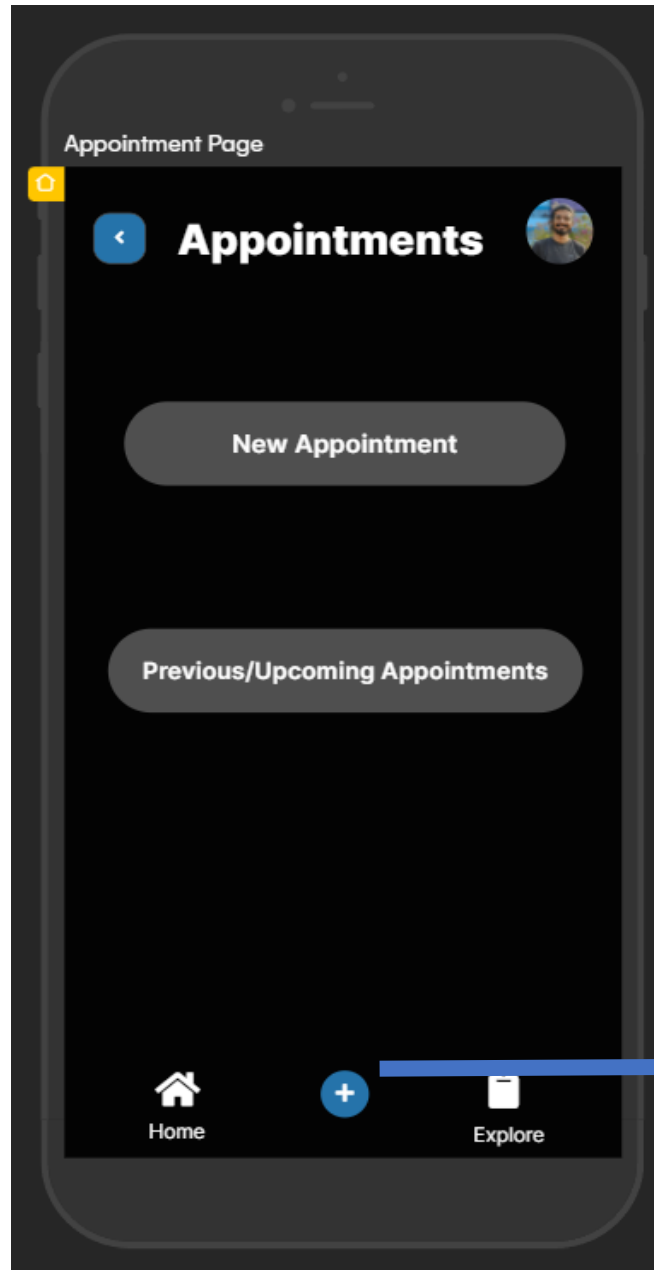 Appointment Page
Appointments
New Appointment
Previous/Upcoming Appointments
Home
Explore